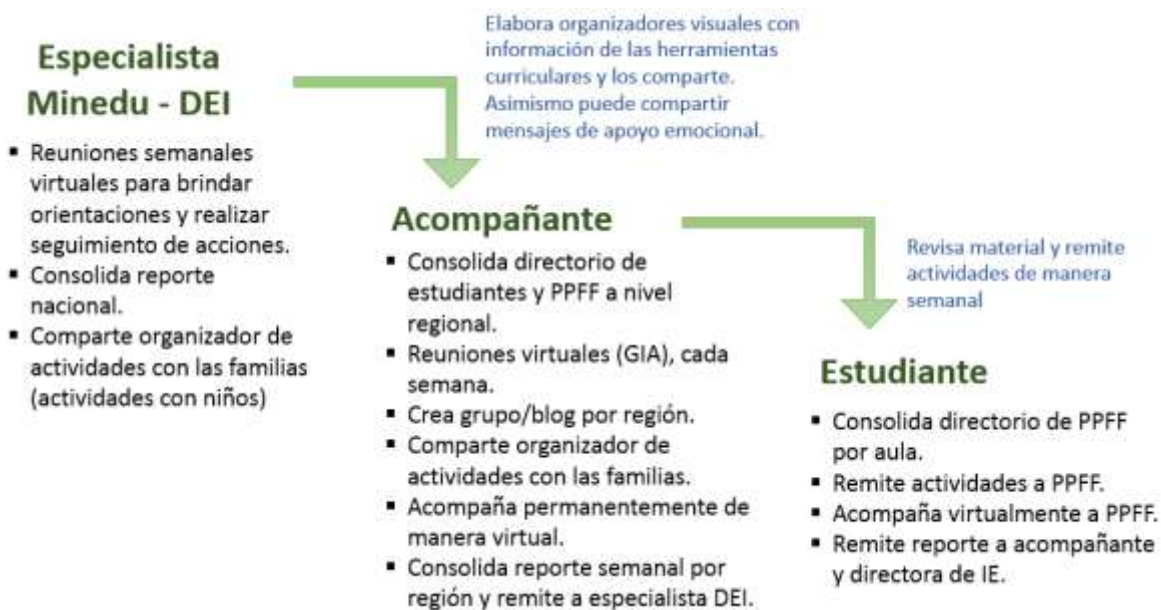 Especialista
Minedu - DEI
▪ Reuniones semanales
virtuales para brindar
orientaciones y realizar
seguimiento de acciones.
▪ Consolida reporte
nacional.
▪ Comparte organizador de
actividades con las familias
(actividades con niños)
Elabora organizadores visuales con
información de las herramientas
curriculares y los comparte.
Asimismo puede compartir
mensajes de apoyo emocional.
Acompañante
▪ Consolida directorio de
estudiantes y PPFF a nivel
regional.
▪ Reuniones virtuales (GIA), cada
semana.
▪ Crea grupo/blog por región.
▪ Comparte organizador de
actividades con las familias.
▪ Acompaña permanentemente de
manera virtual.
▪ Consolida reporte semanal por
región y remite a especialista DEI.
Revisa material y remite
actividades de manera
semanal
Estudiante
▪ Consolida directorio de PPFF
por aula.
▪ Remite actividades a PPFF.
▪ Acompaña virtualmente a PPFF.
▪ Remite reporte a acompañante
y directora de IE.